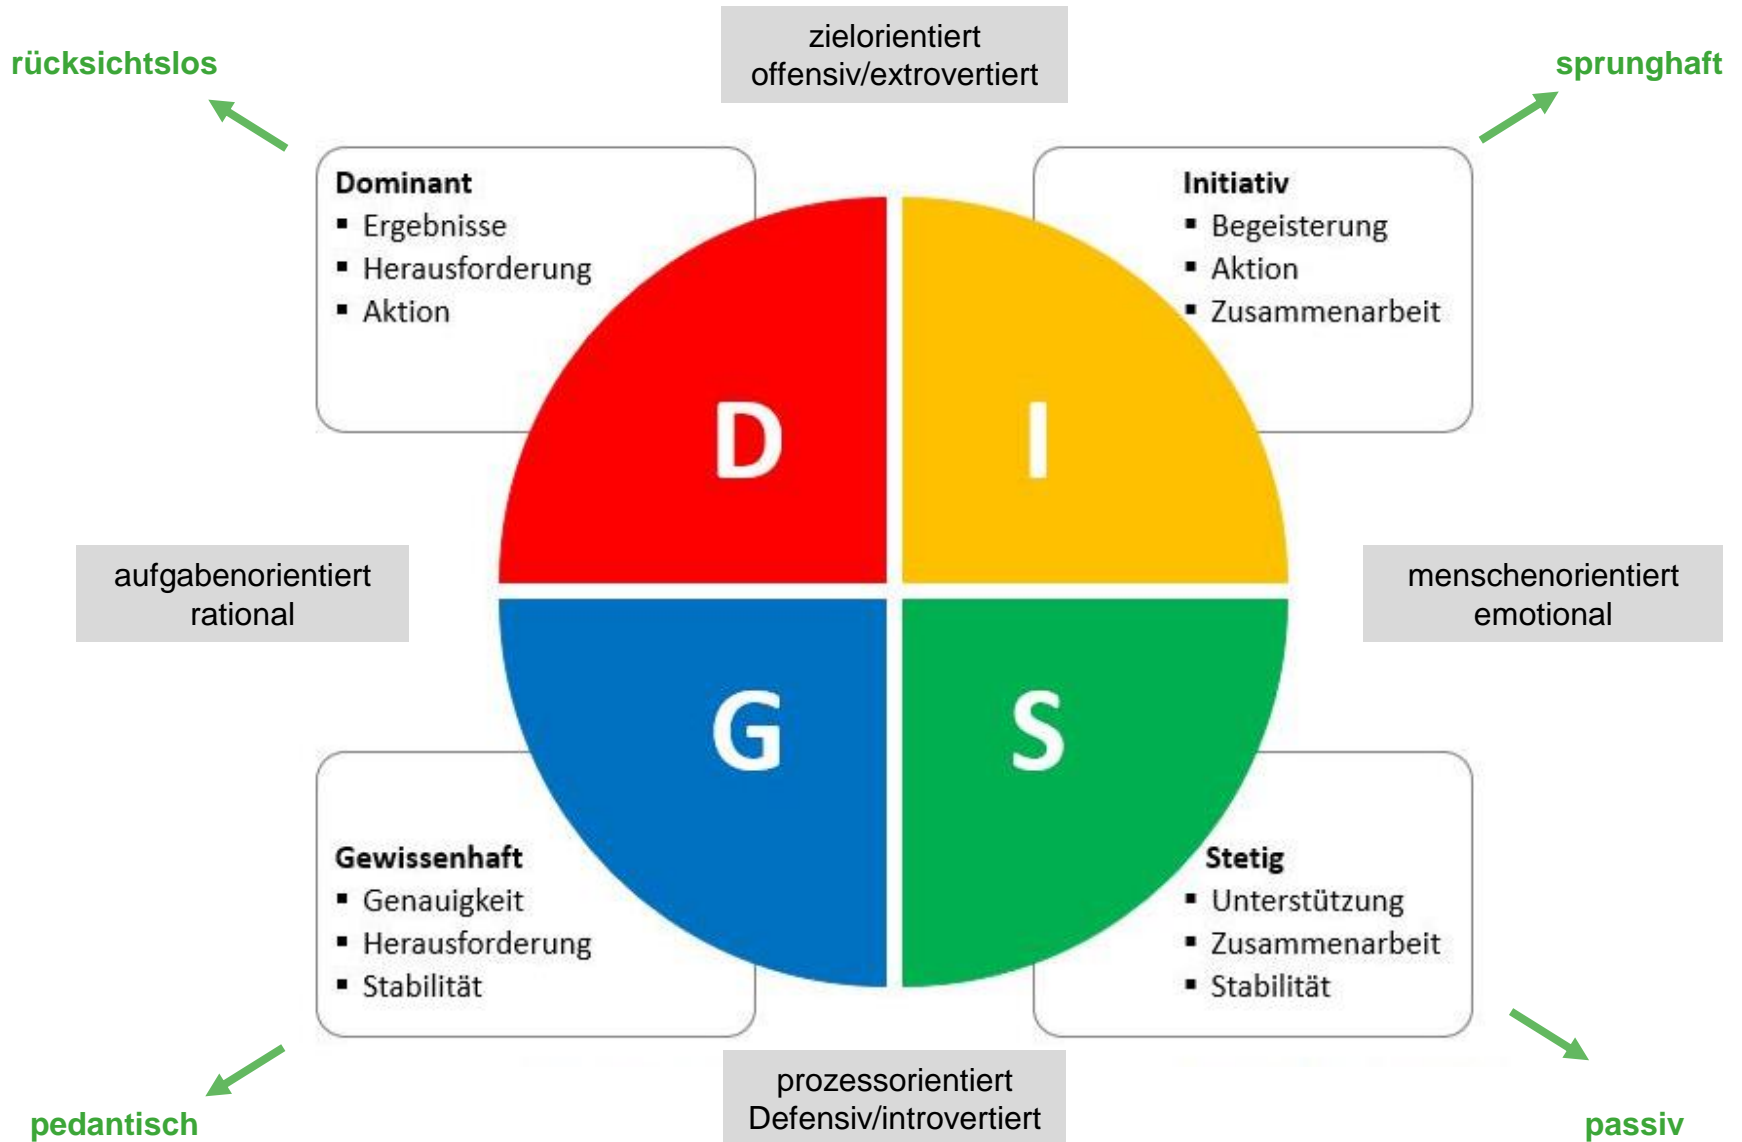 zielorientiert
offensiv/extrovertiert
rücksichtslos
sprunghaft
Dominant
▪ Ergebnisse
▪ Herausforderung
▪ Aktion
Initiativ
▪ Begeisterung
▪ Aktion
▪ Zusammenarbeit
D
I
aufgabenorientiert
rational
menschenorientiert
emotional
G
S
Gewissenhaft
▪ Genauigkeit
▪ Herausforderung
▪ Stabilität
Stetig
▪ Unterstützung
▪ Zusammenarbeit
▪ Stabilität
prozessorientiert
Defensiv/introvertiert
pedantisch
passiv